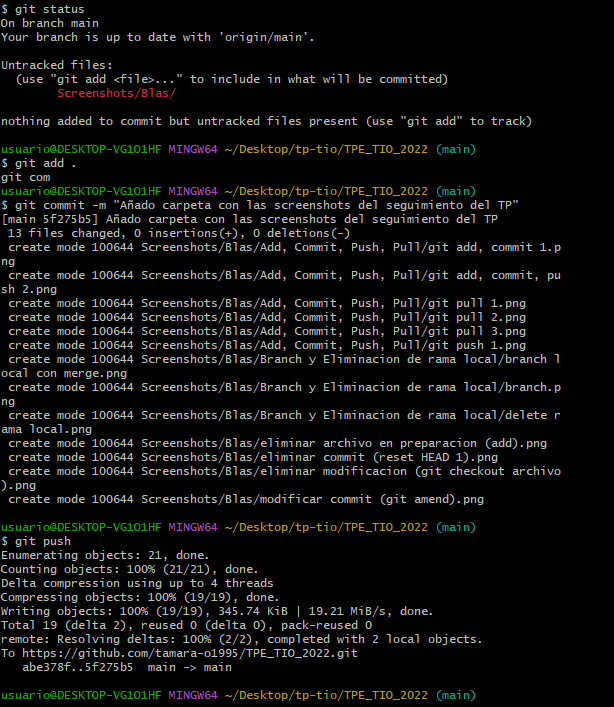 $ git status
On branch main
Your branch is up to date with 'origin/main'.
Untracked files:
(use "git add <file>..." to include in what will be committed)
Screenshots/Blas/
nothing added to commit but untracked files present (use "git add" to track)
usuario@DESKTOP-VG1O1HF MINGW64 ~/Desktop/tp-tio/TPE_TIO_2022 (main)
$ git add .
git com
usuario@DESKTOP-VG1O1HF MINGW64 ~/Desktop/tp-tio/TPE_TIO_2022 (main)
$ git commit -m "Añado carpeta con las screenshots del seguimiento del TP"
[main 5f275b5] Añado carpeta con las screenshots del seguimiento del TP
13 files changed, 0 insertions(+), 0 deletions(-)
create mode 100644 Screenshots/Blas/Add, Commit, Push, Pull/git add, commit 1.p
ng
create mode 100644 Screenshots/Blas/Add, Commit, Push, Pull/git add, commit, pu
sh 2.png
create mode 100644 Screenshots/Blas/Add, Commit, Push, Pull/git pull 1.png
create mode 100644 Screenshots/Blas/Add, Commit, Push, Pull/git pull 2.png
create mode 100644 Screenshots/Blas/Add, Commit, Push, Pull/git pull 3.png
create mode 100644 Screenshots/Blas/Add, Commit, Push, Pull/git push 1.png
create mode 100644 Screenshots/Blas/Branch y Eliminacion de rama local/branch l
ocal con merge.png
create mode 100644 Screenshots/Blas/Branch y Eliminacion de rama local/branch.p
ng
create mode 100644 Screenshots/Blas/Branch y Eliminacion de rama local/delete r
ama local.png
create mode 100644 Screenshots/Blas/eliminar archivo en preparacion (add).png
create mode 100644 Screenshots/Blas/eliminar commit (reset HEAD 1).png
create mode 100644 Screenshots/Blas/eliminar modificacion (git checkout archivo
).png
create mode 100644 Screenshots/Blas/modificar commit (git amend).png
usuario@DESKTOP-VG1O1HF MINGW64 ~/Desktop/tp-tio/TPE_TIO_2022 (main)
$ git push
Enumerating objects: 21, done.
Counting objects: 100% (21/21), done.
Delta compression using up to 4 threads
Compressing objects: 100% (19/19), done.
Writing objects: 100% (19/19), 345.74 KiB | 19.21 MiB/s, done.
Total 19 (delta 2), reused 0 (delta 0), pack-reused 0
remote: Resolving deltas: 100% (2/2), completed with 2 local objects.
To https://github.com/tamara-o1995/TPE_TIO_2022.git
abe378f..5f275b5  main -> main
usuario@DESKTOP-VG1O1HF MINGW64 ~/Desktop/tp-tio/TPE_TIO_2022 (main)